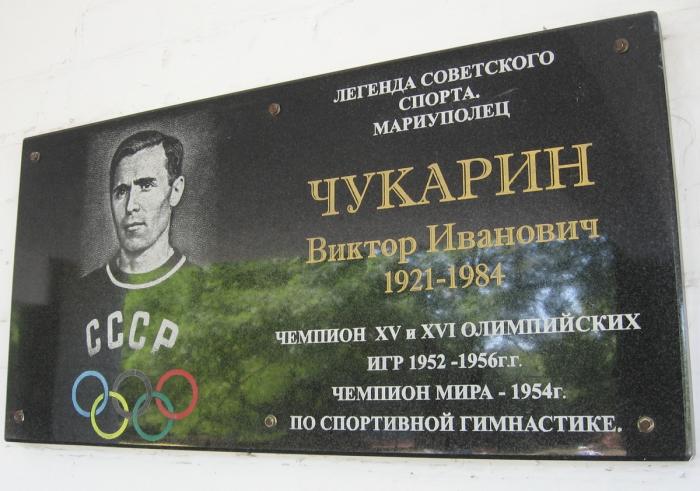 ЛЕГЕНДА СОВЕТСКОГО
СПОРТА.
МАРИУПОЛЕЦ
ЧУКАРИН
Виктор Иванович
1921-1984
СССР
ЧЕМПИОН XV и XVI ОЛИМПИЙСКИХ
ИГР 1952 -1956г.г.
ЧЕМПИОН МИРА - 1954г.
ПО СПОРТИВНОЙ ГИМНАСТИКЕ.